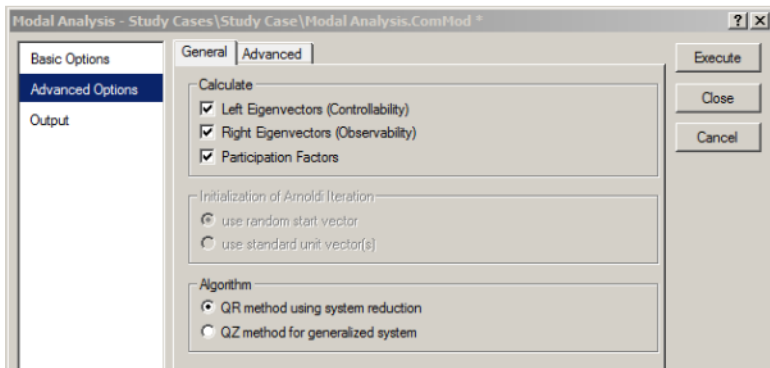 Modal Analysis - Study Cases\Study Case\Modal Analysis.ComMod *
Basic Options
Advanced Options
Output
General
Advanced
Calculate
Left Eigenvectors (Controllability)
Right Eigenvectors (Observability)
Participation Factors
Initialization of Arnoldi Iteration
use random start vector
use standard unit vector(s)
Algorithm
QR method using system reduction
QZ method for generalized system
Execute
Close
Cancel